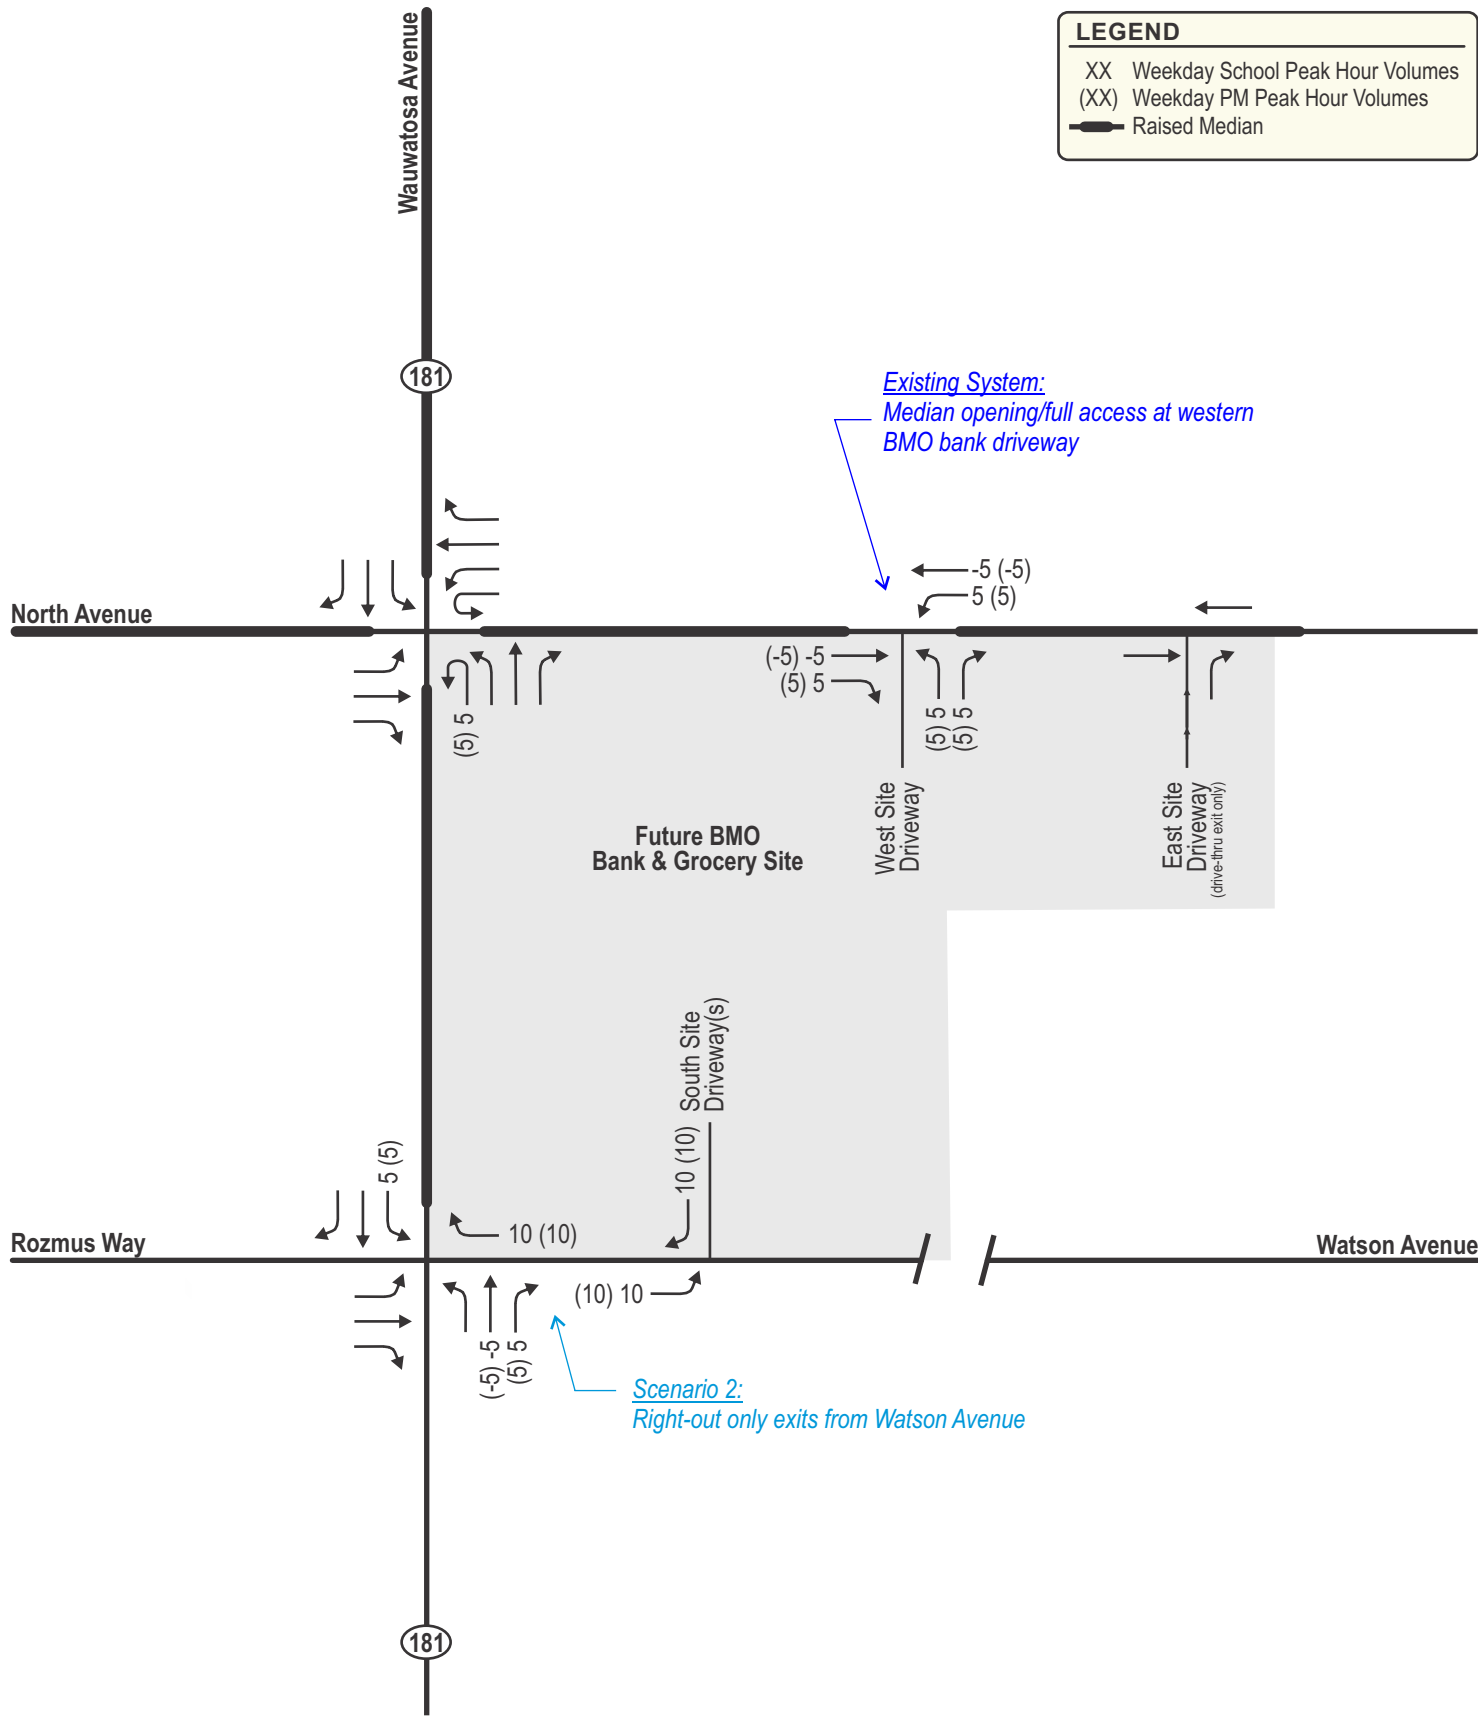 LEGEND
XX Weekday School Peak Hour Volumes
(XX) Weekday PM Peak Hour Volumes
Raised Median
Wauwatosa Avenue
181
Existing System:
Median opening/full access at western
BMO bank driveway
North Avenue
-5 (-5)
5 (5)
(-5) -5
(5) 5
(5) 5
(5) 5
(5) 5
West Site
Driveway
East Site
Driveway
(drive-thru exit only)
Future BMO
Bank & Grocery Site
South Site
Driveway(s)
10 (10)
5 (5)
10 (10)
Rozmus Way
Watson Avenue
(10) 10
(-5) -5
(5) 5
Scenario 2:
Right-out only exits from Watson Avenue
181